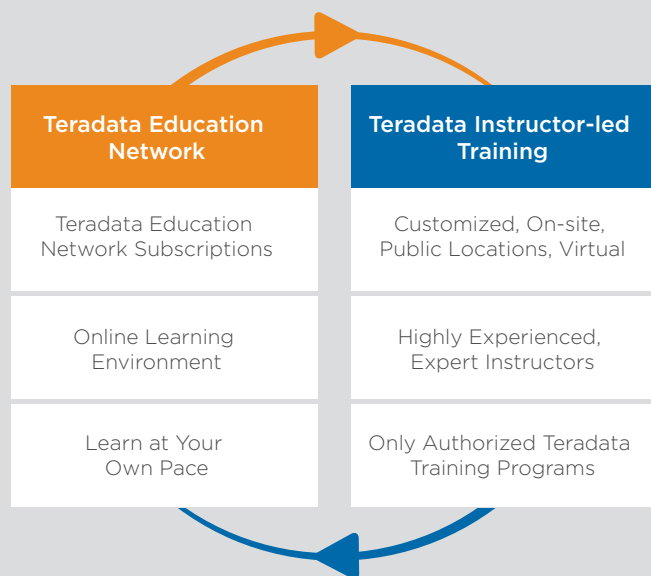 Teradata Education
Network
Teradata Education
Network Subscriptions
Online Learning
Environment
Learn at Your
Own Pace
Teradata Instructor-led
Training
Customized, On-site,
Public Locations, Virtual
Highly Experienced,
Expert Instructors
Only Authorized Teradata
Training Programs